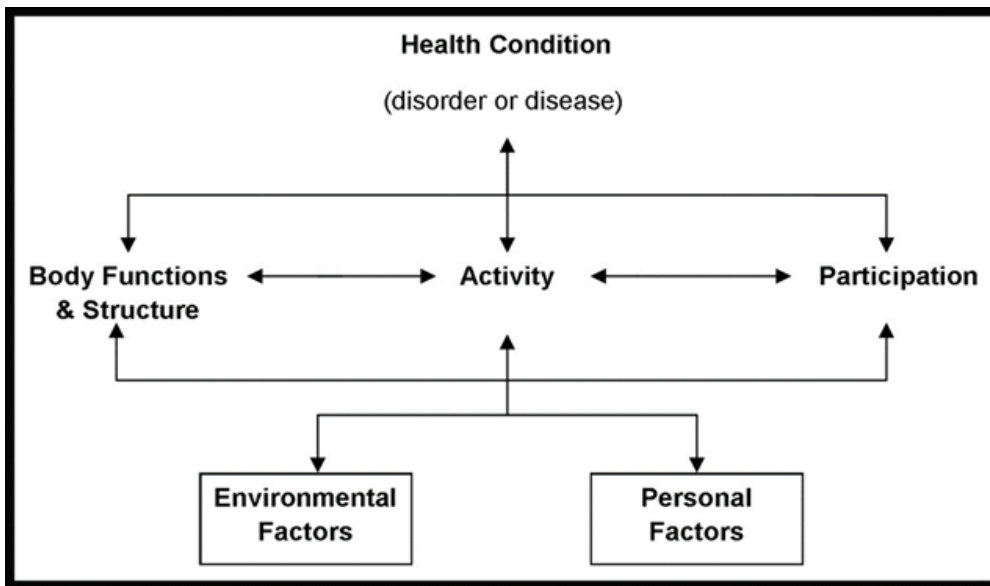 Health Condition
(disorder or disease)
Body Functions
& Structure
Activity
Participation
Environmental
Factors
Personal
Factors